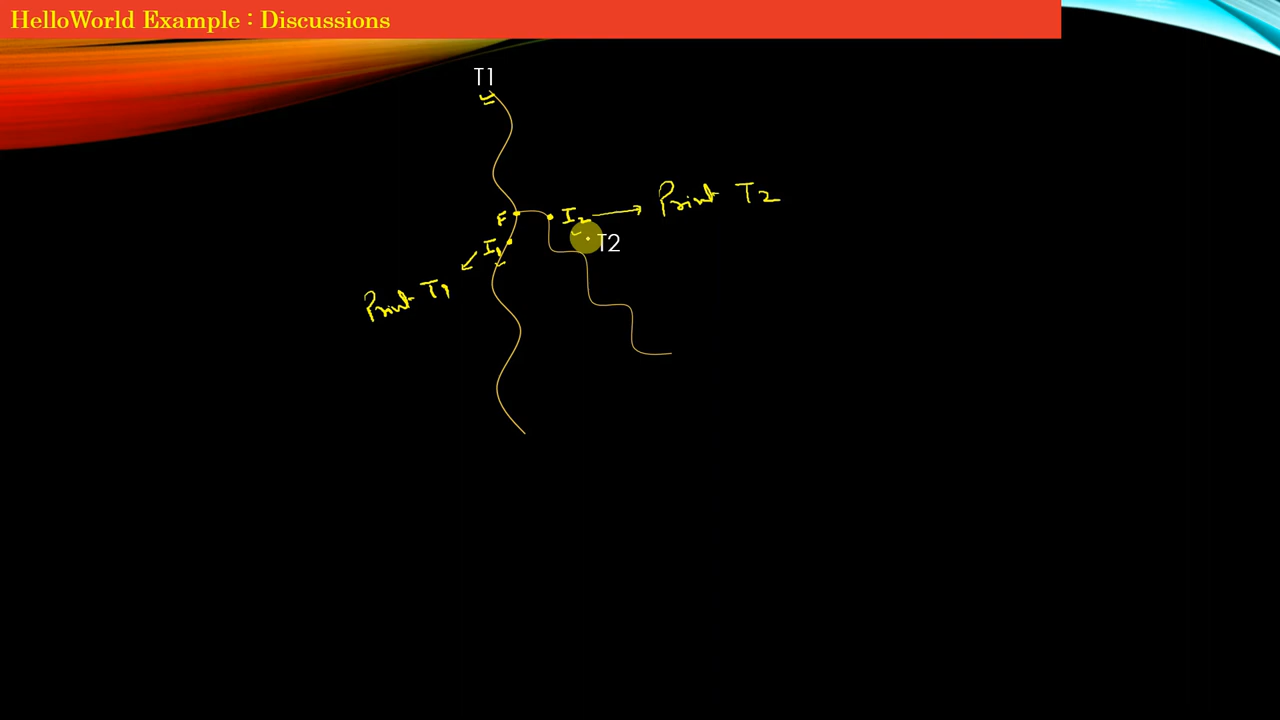 HelloWorld Example : Discussions
T1
Print T2
F
I2
T2
I1
Print T1